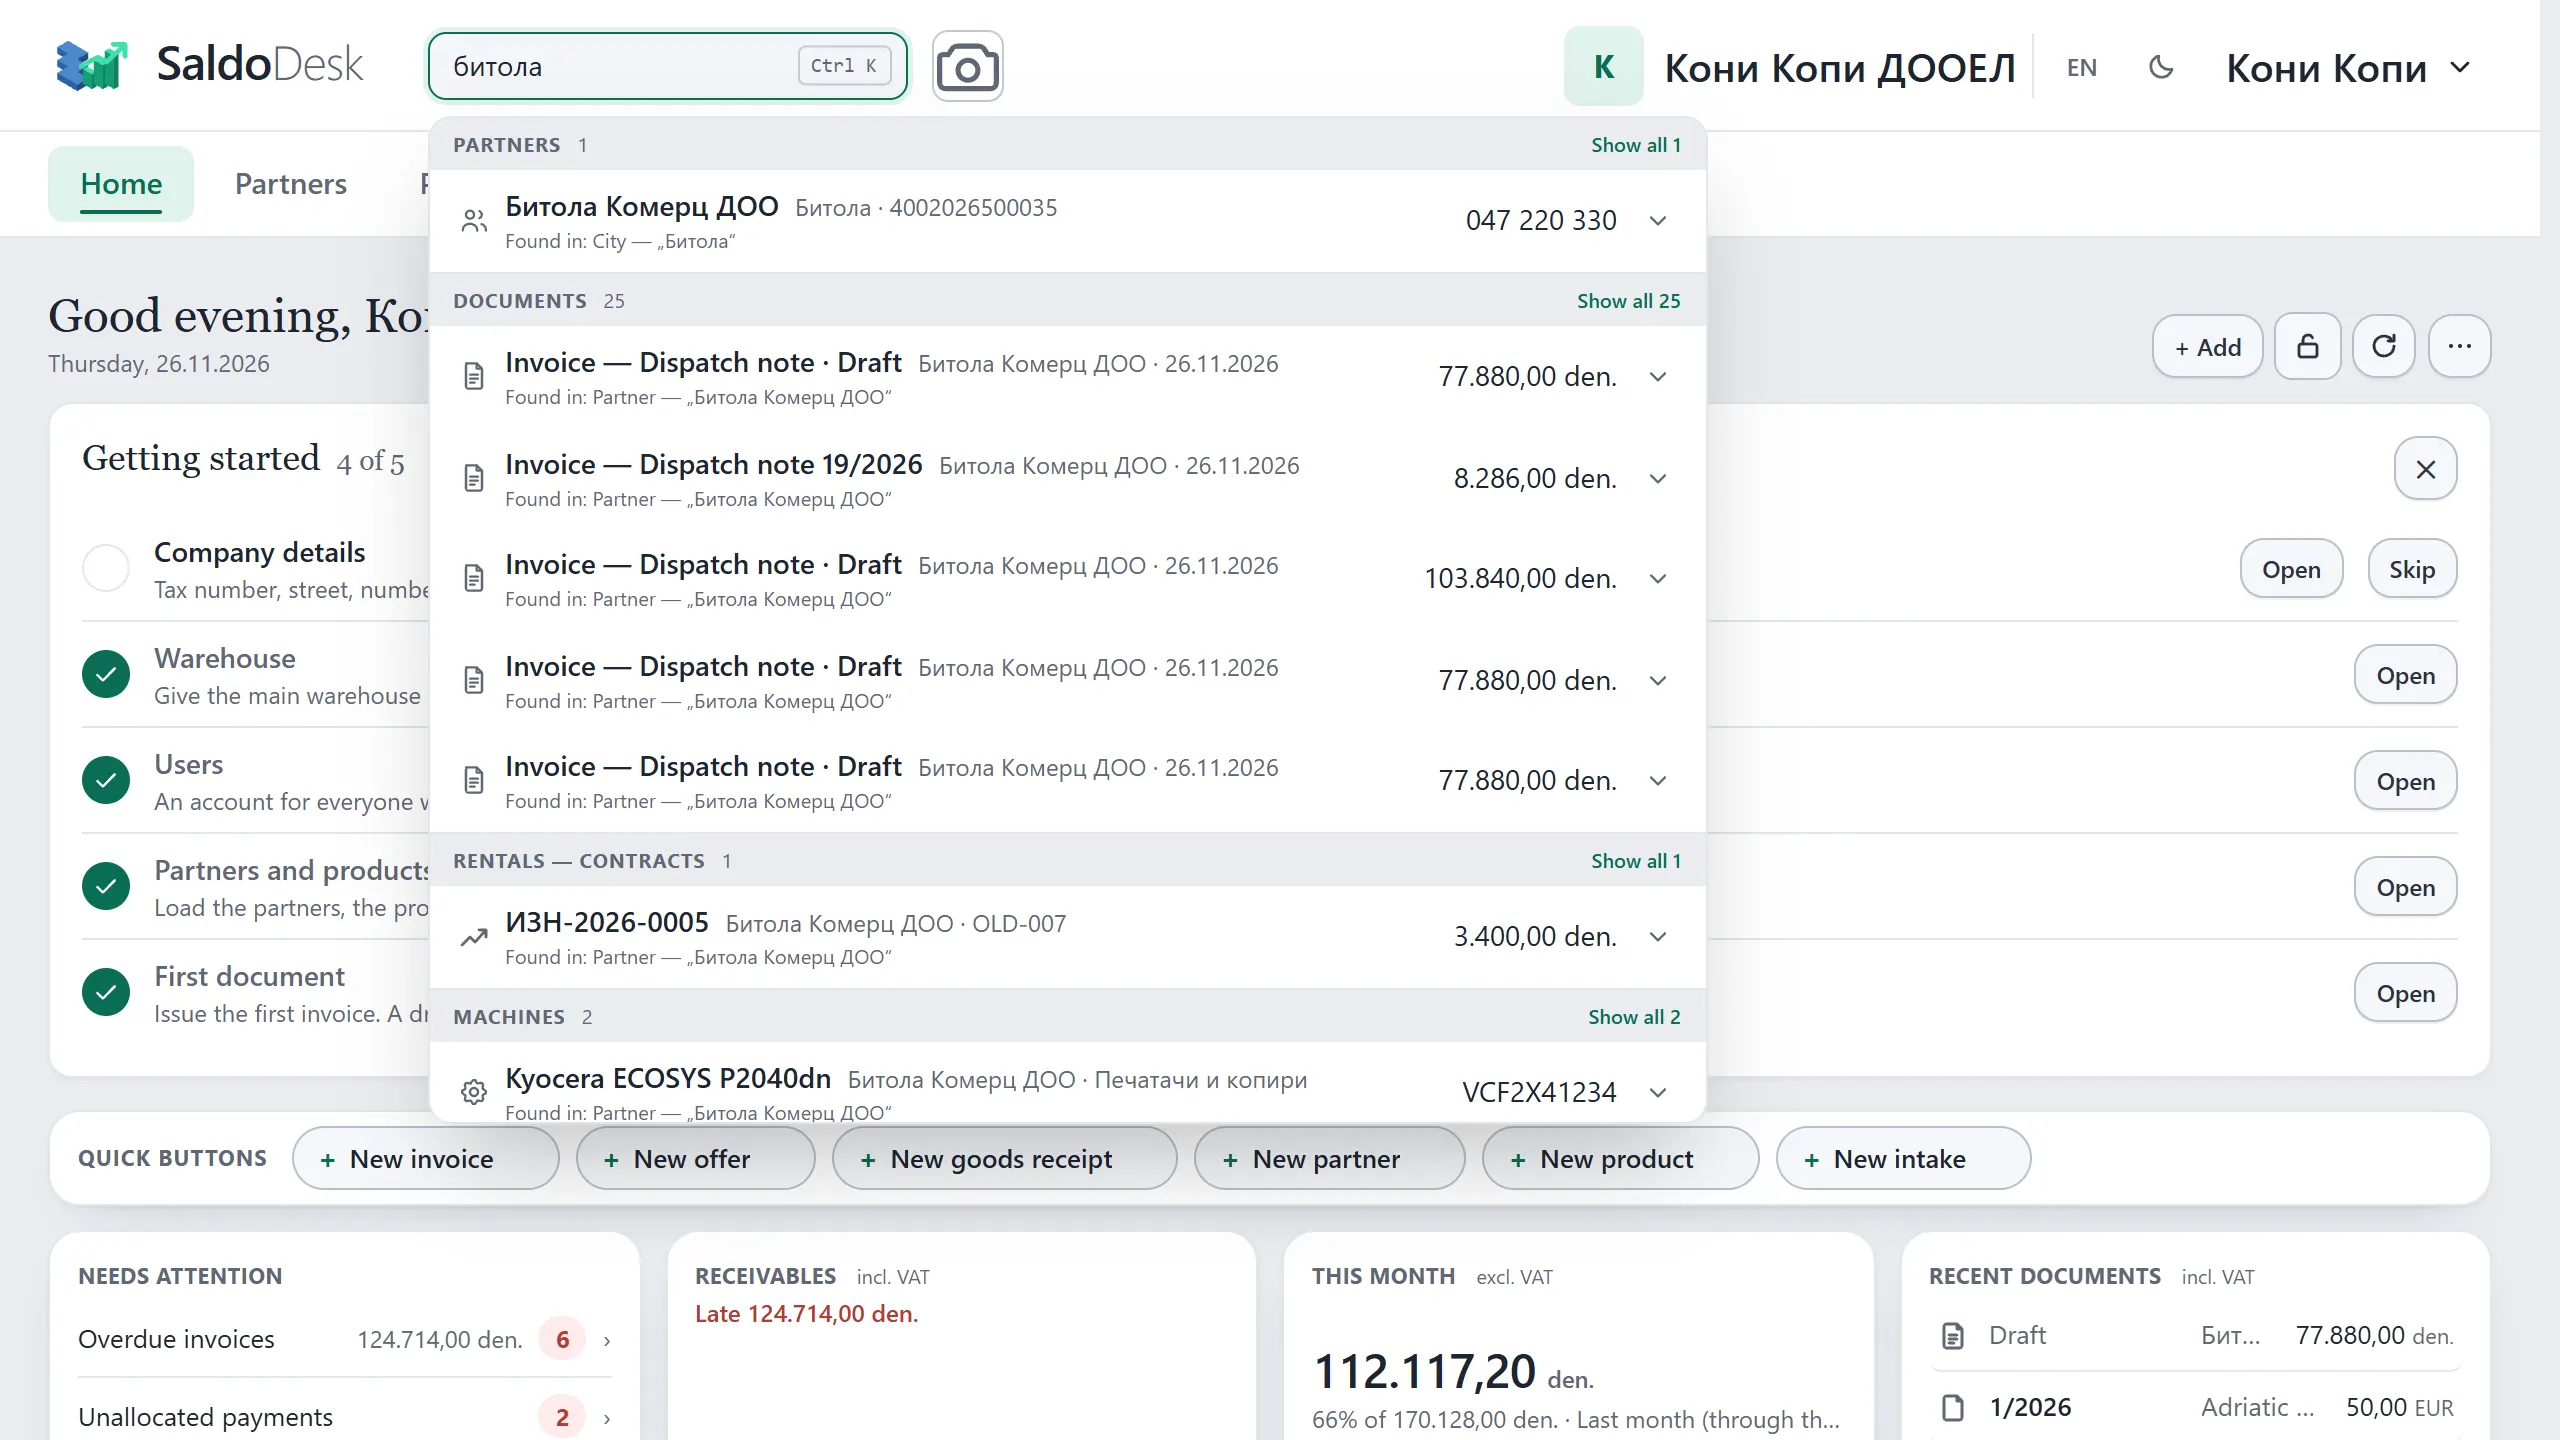 SaldoDesk
битола
Ctrl K
K
Кони Копи ДООЕЛ
EN
Кони Копи
Home
Partners
PARTNERS 1
Show all 1
Битола Комерц ДОО Битола · 4002026500035
047 220 330
Found in: City — „Битола“
DOCUMENTS 25
Show all 25
Invoice — Dispatch note · Draft Битола Комерц ДОО · 26.11.2026
77.880,00 den.
Found in: Partner — „Битола Комерц ДОО“
Invoice — Dispatch note 19/2026 Битола Комерц ДОО · 26.11.2026
8.286,00 den.
Found in: Partner — „Битола Комерц ДОО“
Invoice — Dispatch note · Draft Битола Комерц ДОО · 26.11.2026
103.840,00 den.
Found in: Partner — „Битола Комерц ДОО“
Invoice — Dispatch note · Draft Битола Комерц ДОО · 26.11.2026
77.880,00 den.
Found in: Partner — „Битола Комерц ДОО“
Invoice — Dispatch note · Draft Битола Комерц ДОО · 26.11.2026
77.880,00 den.
Found in: Partner — „Битола Комерц ДОО“
RENTALS — CONTRACTS 1
Show all 1
ИЗН-2026-0005 Битола Комерц ДОО · OLD-007
3.400,00 den.
Found in: Partner — „Битола Комерц ДОО“
MACHINES 2
Show all 2
Kyocera ECOSYS P2040dn Битола Комерц ДОО · Печатачи и копири
VCF2X41234
Found in: Partner — „Битола Комерц ДОО“
Good evening,
Thursday, 26.11.2026
+ Add
Getting started 4 of 5
Company details
Tax number, street,
Open
Skip
Warehouse
Give the main warehouse
Open
Users
An account for everyone
Open
Partners and products
Load the partners, the
Open
First document
Issue the first invoice. A
Open
QUICK BUTTONS
+ New invoice
+ New offer
+ New goods receipt
+ New partner
+ New product
+ New intake
NEEDS ATTENTION
Overdue invoices 124.714,00 den. 6
Unallocated payments 2
RECEIVABLES incl. VAT
Late 124.714,00 den.
THIS MONTH excl. VAT
112.117,20 den.
66% of 170.128,00 den. · Last month (through th...
RECENT DOCUMENTS incl. VAT
Draft Бит... 77.880,00 den.
1/2026 Adriatic ... 50,00 EUR